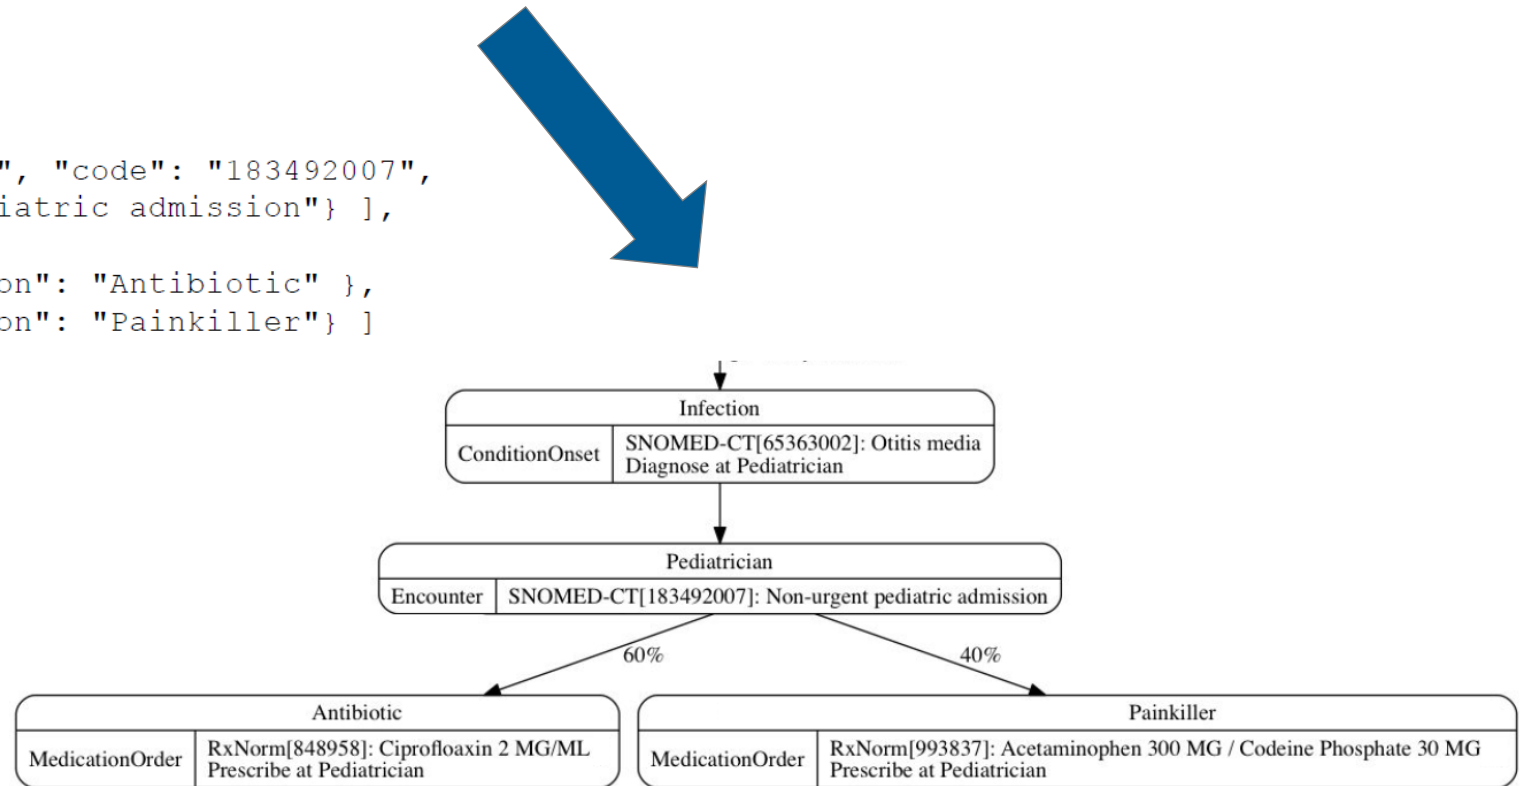 ", "code": "183492007",
iatric admission"} ],
on": "Antibiotic" },
on": "Painkiller"} ]
Infection
ConditionOnset
SNOMED-CT[65363002]: Otitis media
Diagnose at Pediatrician
Pediatrician
Encounter
SNOMED-CT[183492007]: Non-urgent pediatric admission
60%
40%
Antibiotic
MedicationOrder
RxNorm[848958]: Ciprofloaxin 2 MG/ML
Prescribe at Pediatrician
Painkiller
MedicationOrder
RxNorm[993837]: Acetaminophen 300 MG / Codeine Phosphate 30 MG
Prescribe at Pediatrician